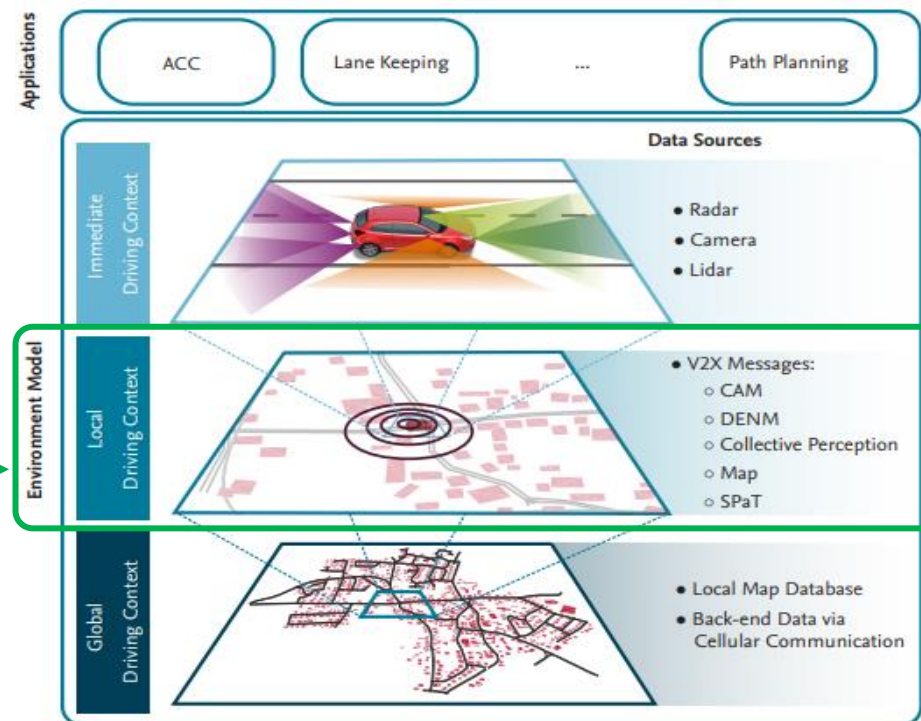 Applications
ACC
Lane Keeping
...
Path Planning
Environment Model
Data Sources
Immediate
Driving Context
● Radar
● Camera
● Lidar
Local
Driving Context
● V2X Messages:
○ CAM
○ DENM
○ Collective Perception
○ Map
○ SPaT
Global
Driving Context
● Local Map Database
● Back-end Data via
Cellular Communication